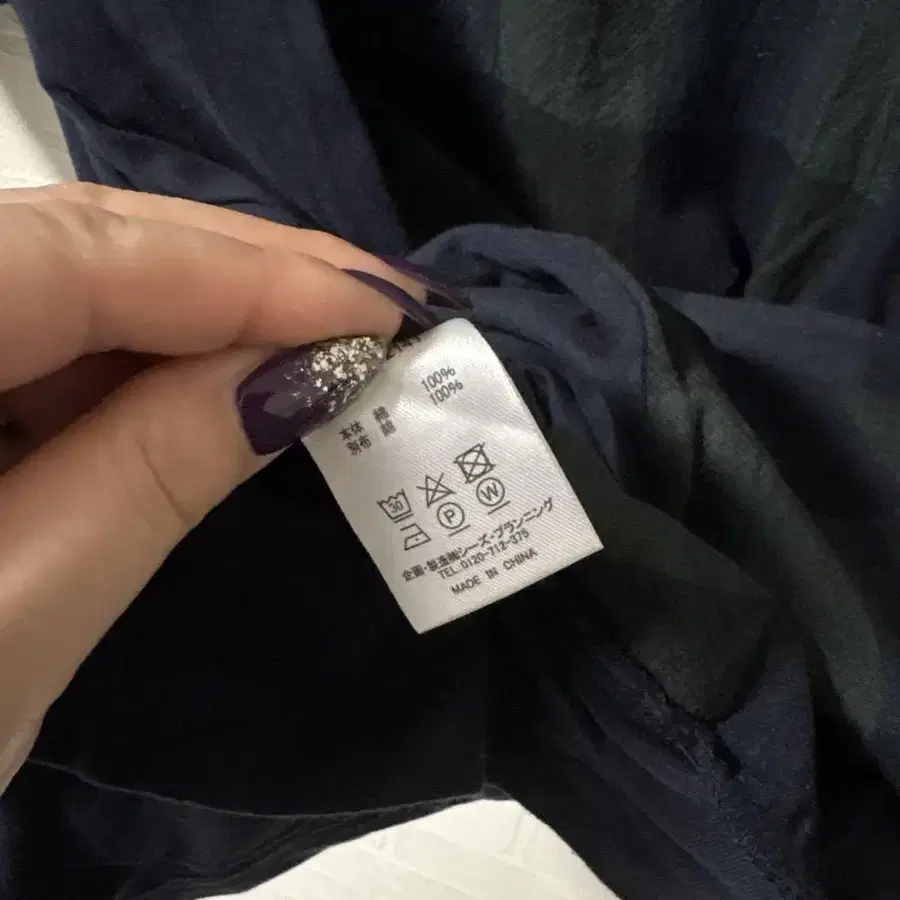 本体 綿 100%
別布 綿 100%
30
P W
企画・製造㈱シーズ・プランニング
TEL.0120-712-375
MADE IN CHINA